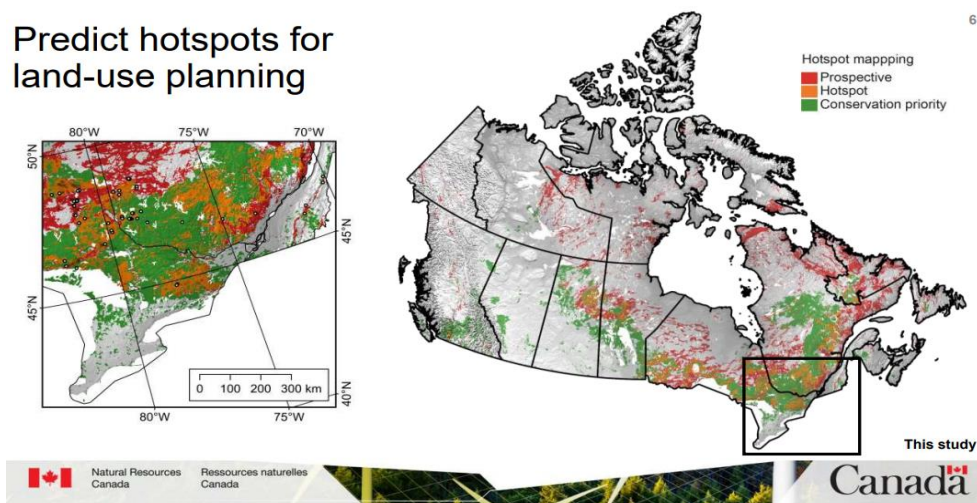 Predict hotspots for
land-use planning
6
Hotspot mappping
Prospective
Hotspot
Conservation priority
80°W
75°W
70°W
50°N
45°N
45°N
40°N
0 100 200 300 km
80°W
75°W
This study
Natural Resources
Canada
Ressources naturelles
Canada
Canada